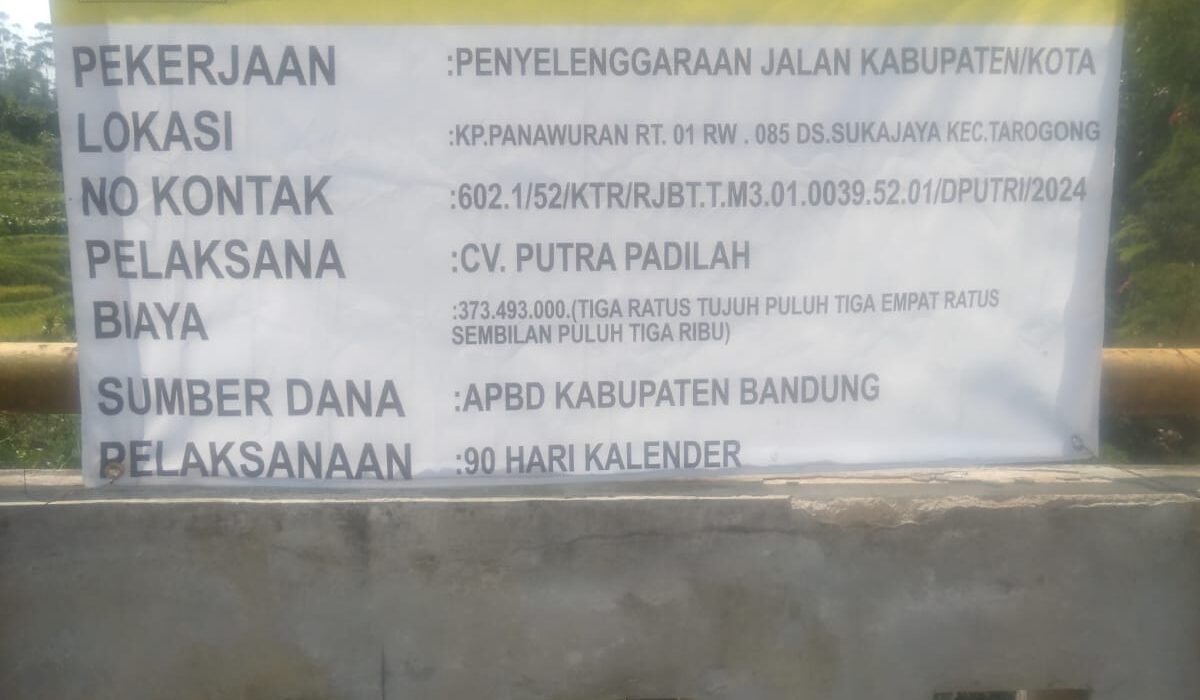 PEKERJAAN :PENYELENGGARAAN JALAN KABUPATEN/KOTA
LOKASI :KP.PANAWURAN RT. 01 RW . 085 DS.SUKAJAYA KEC.TAROGONG
NO KONTAK :602.1/52/KTR/RJBT.T.M3.01.0039.52.01/DPUTRI/2024
PELAKSANA :CV. PUTRA PADILAH
BIAYA :373.493.000.(TIGA RATUS TUJUH PULUH TIGA EMPAT RATUS
SEMBILAN PULUH TIGA RIBU)
SUMBER DANA :APBD KABUPATEN BANDUNG
PELAKSANAAN :90 HARI KALENDER